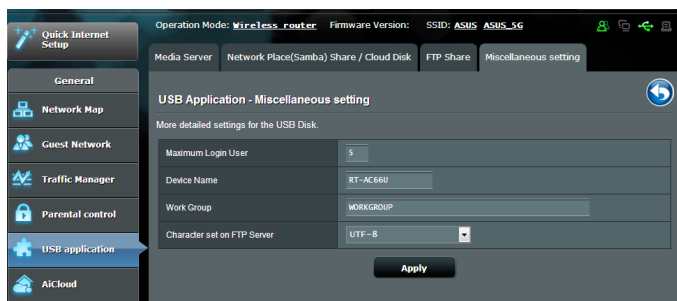 Quick Internet
Setup
Operation Mode: Wireless router Firmware Version: SSID: ASUS ASUS_5G
Media Server Network Place(Samba) Share / Cloud Disk FTP Share Miscellaneous setting
General
Network Map
Guest Network
Traffic Manager
Parental control
USB application
AiCloud
USB Application - Miscellaneous setting
More detailed settings for the USB Disk.
Maximum Login User 5
Device Name RT-AC66U
Work Group WORKGROUP
Character set on FTP Server UTF-8
Apply